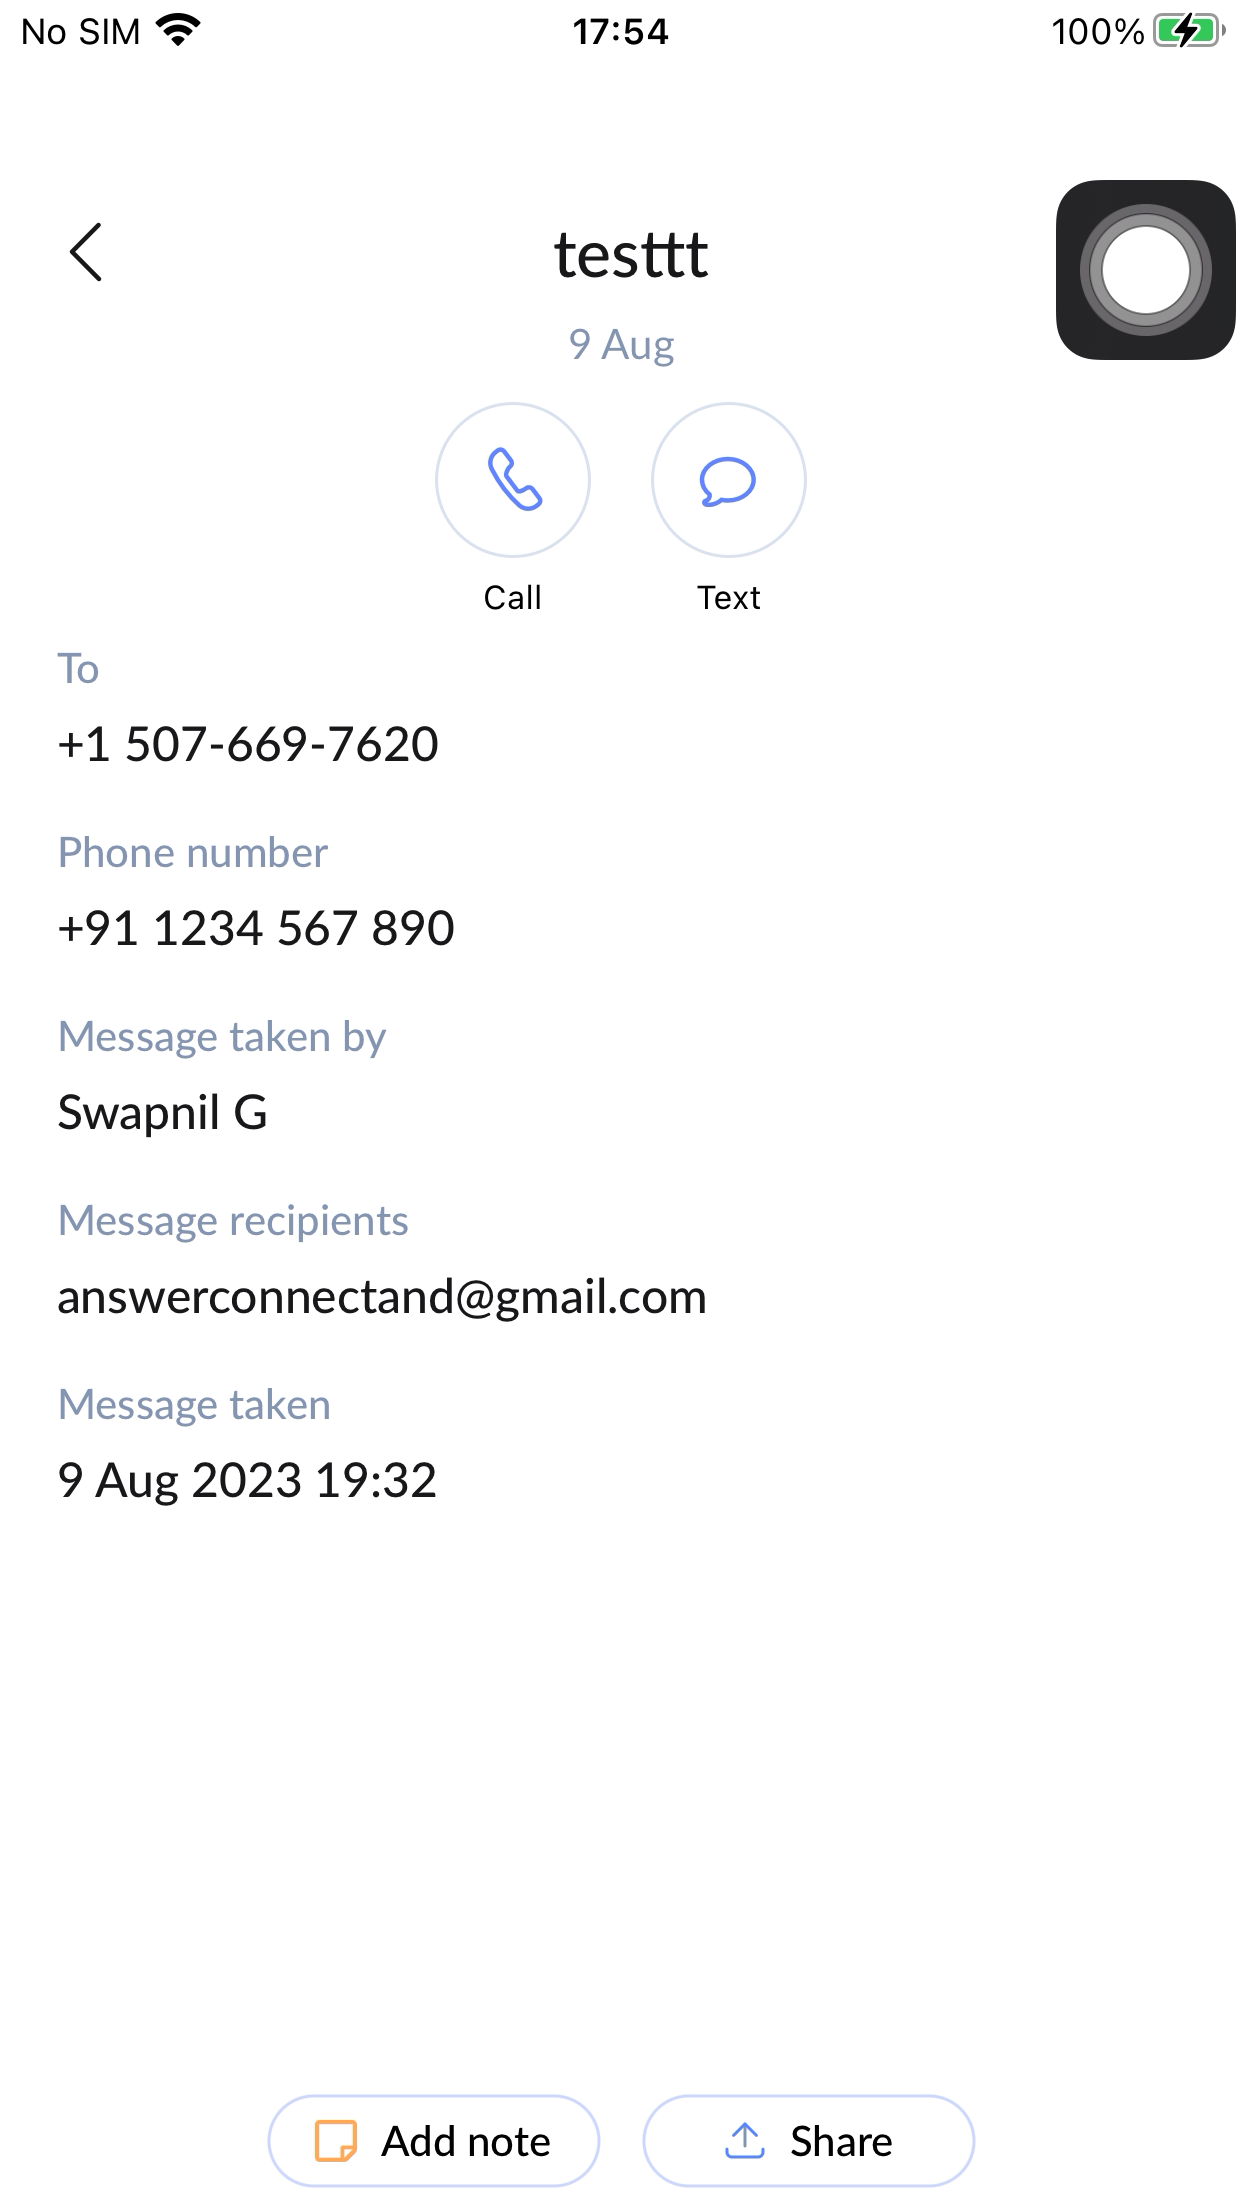 No SIM 17:54 100%
testtt
9 Aug
Call Text
To
+1 507-669-7620
Phone number
+91 1234 567 890
Message taken by
Swapnil G
Message recipients
answerconnectand@gmail.com
Message taken
9 Aug 2023 19:32
Add note Share